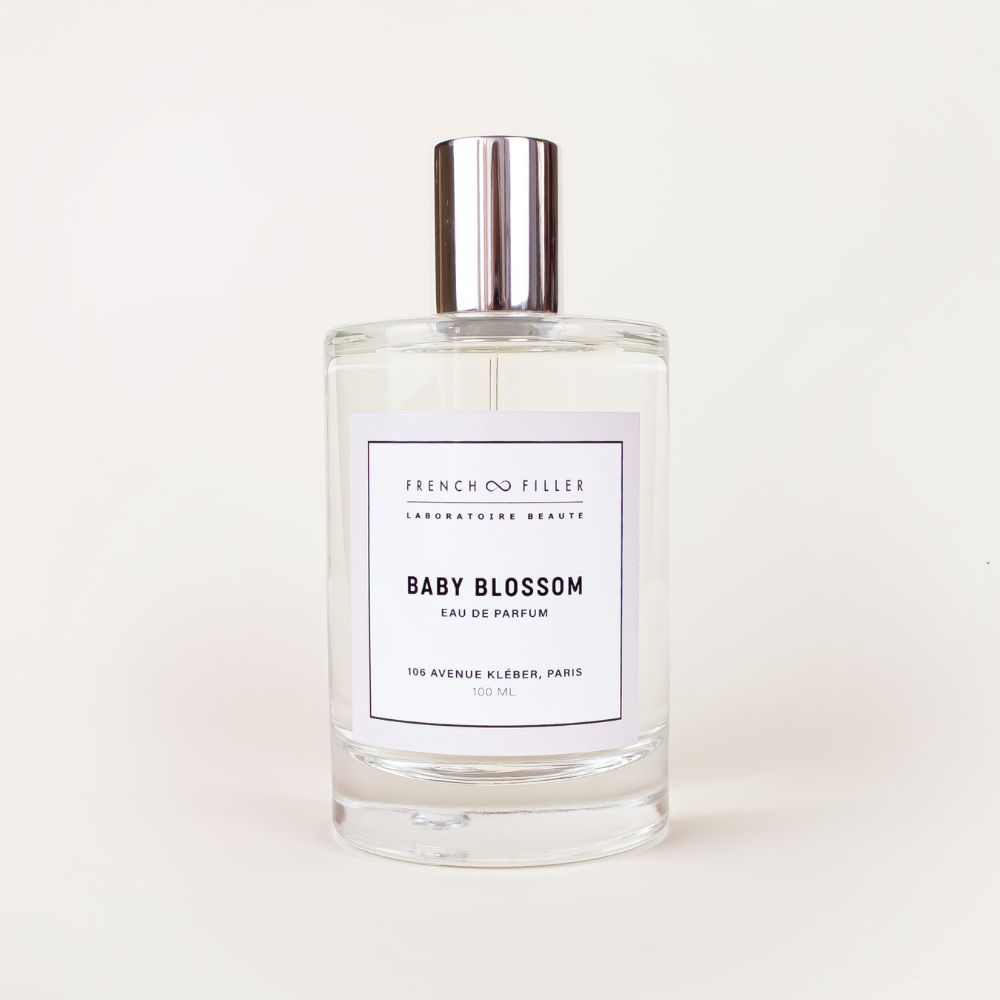 FRENCH ∞ FILLER
LABORATOIRE BEAUTE
BABY BLOSSOM
EAU DE PARFUM
106 AVENUE KLÉBER, PARIS
100 ML